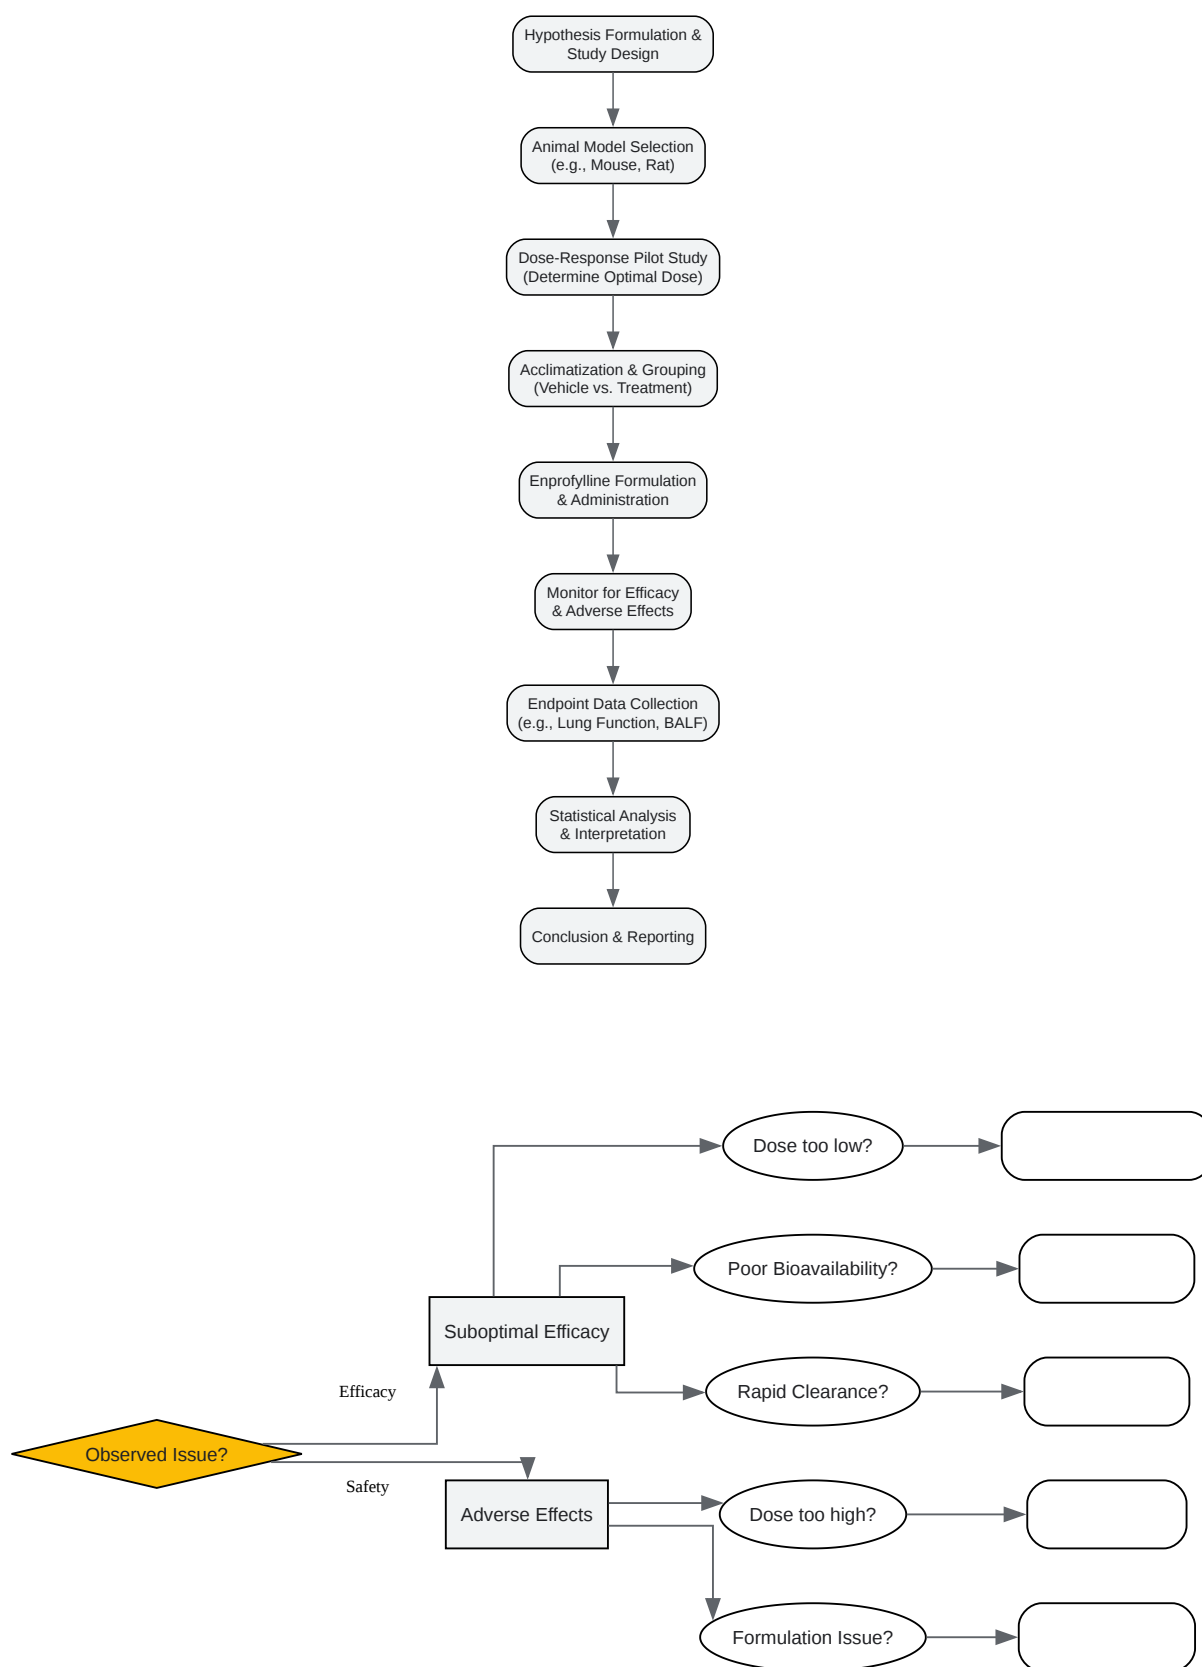 Hypothesis Formulation &
Study Design
Animal Model Selection
(e.g., Mouse, Rat)
Dose-Response Pilot Study
(Determine Optimal Dose)
Acclimatization & Grouping
(Vehicle vs. Treatment)
Enprofylline Formulation
& Administration
Monitor for Efficacy
& Adverse Effects
Endpoint Data Collection
(e.g., Lung Function, BALF)
Statistical Analysis
& Interpretation
Conclusion & Reporting
Dose too low?
Poor Bioavailability?
Suboptimal Efficacy
Rapid Clearance?
Efficacy
Observed Issue?
Safety
Adverse Effects
Dose too high?
Formulation Issue?